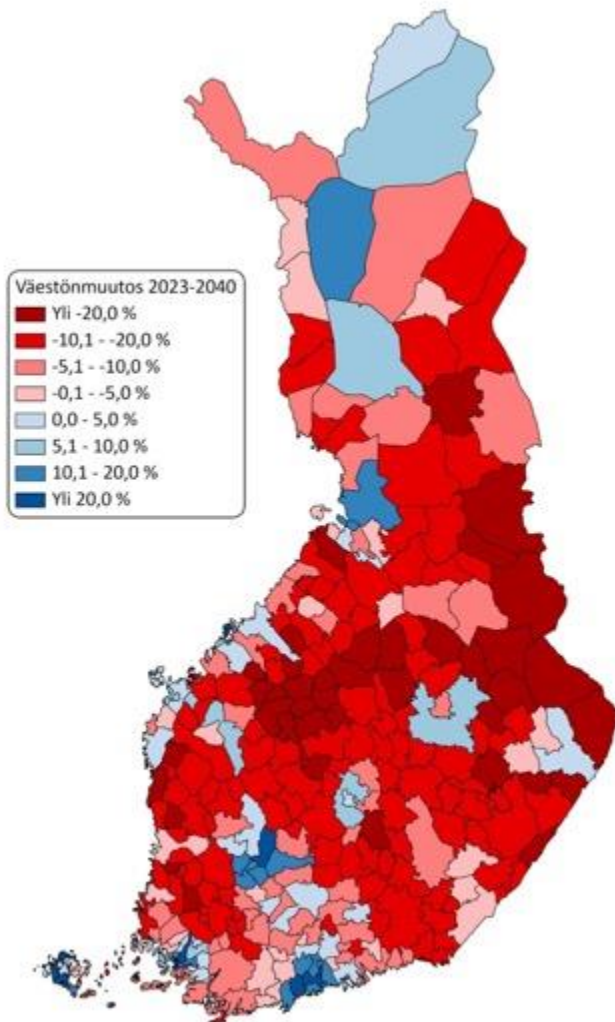 Väestönmuutos 2023-2040
Yli -20,0 %
-10,1 - -20,0 %
-5,1 - -10,0 %
-0,1 - -5,0 %
0,0 - 5,0 %
5,1 - 10,0 %
10,1 - 20,0 %
Yli 20,0 %